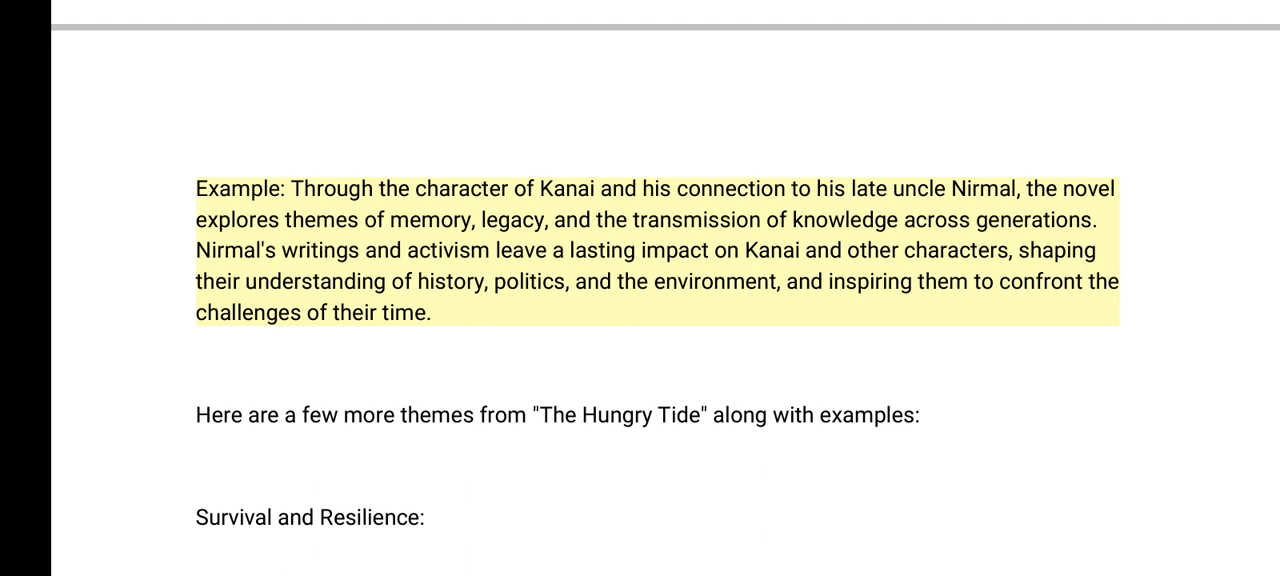 Example: Through the character of Kanai and his connection to his late uncle Nirmal, the novel
explores themes of memory, legacy, and the transmission of knowledge across generations.
Nirmal's writings and activism leave a lasting impact on Kanai and other characters, shaping
their understanding of history, politics, and the environment, and inspiring them to confront the
challenges of their time.
Here are a few more themes from "The Hungry Tide" along with examples:
Survival and Resilience: